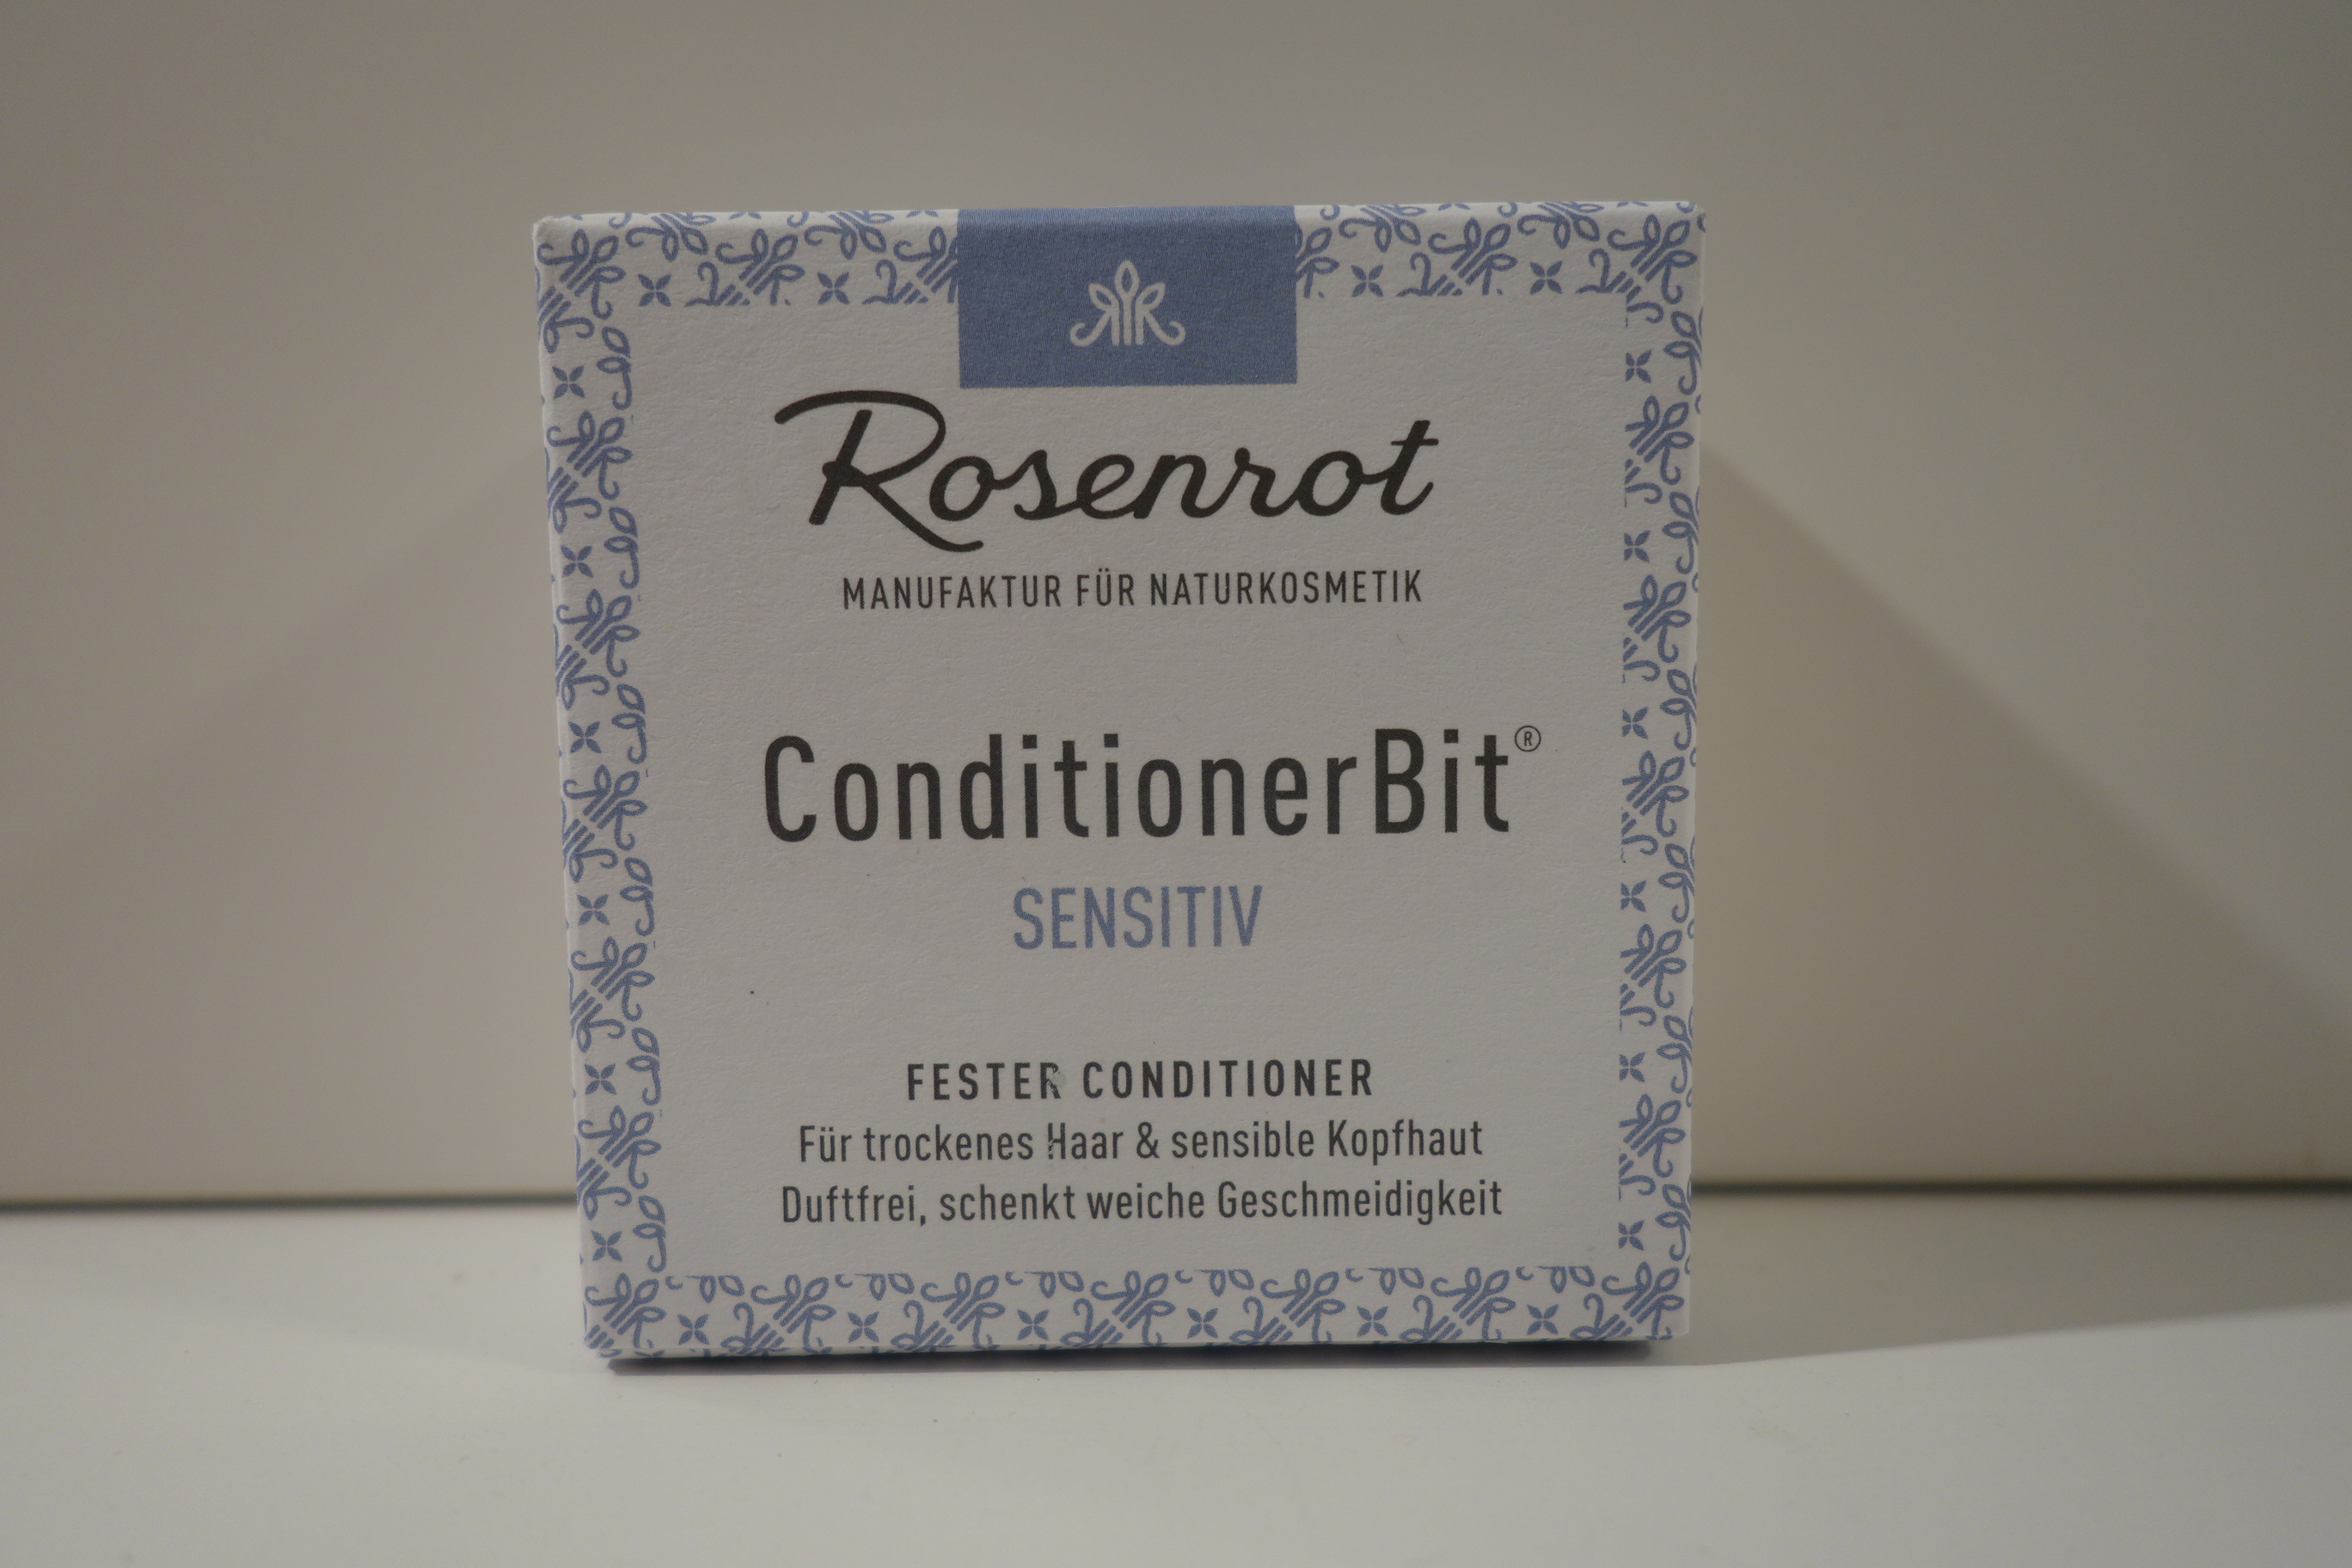 Rosenrot
MANUFAKTUR FÜR NATURKOSMETIK
ConditionerBit®
SENSITIV
FESTER CONDITIONER
Für trockenes Haar & sensible Kopfhaut
Duftfrei, schenkt weiche Geschmeidigkeit